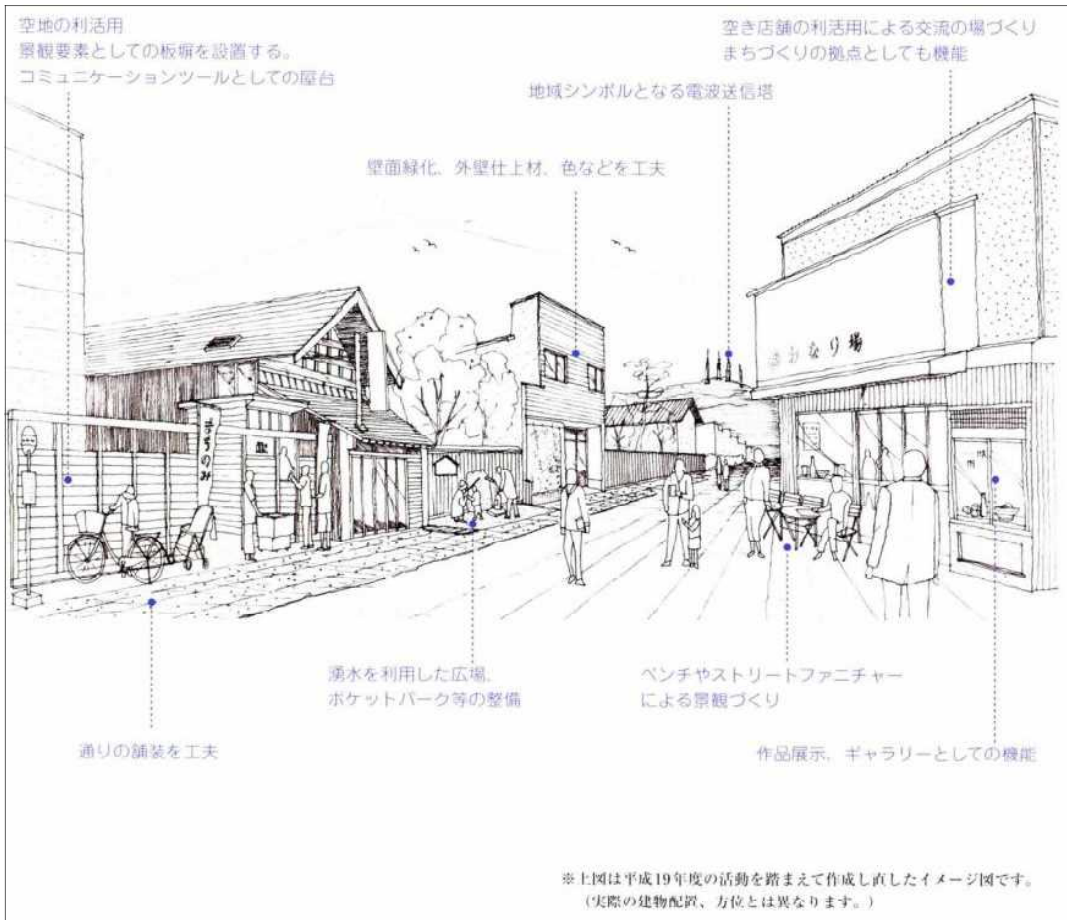 空地の利活用
景観要素としての板塀を設置する。
コミュニケーションツールとしての屋台
空き店舗の利活用による交流の場づくり
まちづくりの拠点としても機能
地域シンボルとなる電波送信塔
壁面緑化、外壁仕上材、色などを工夫
なり場
まちのみ
湧水を利用した広場、
ポケットパーク等の整備
ベンチやストリートファニチャー
による景観づくり
通りの舗装を工夫
作品展示、ギャラリーとしての機能
※上図は平成19年度の活動を踏まえて作成し直したイメージ図です。
（実際の建物配置、方位とは異なります。）